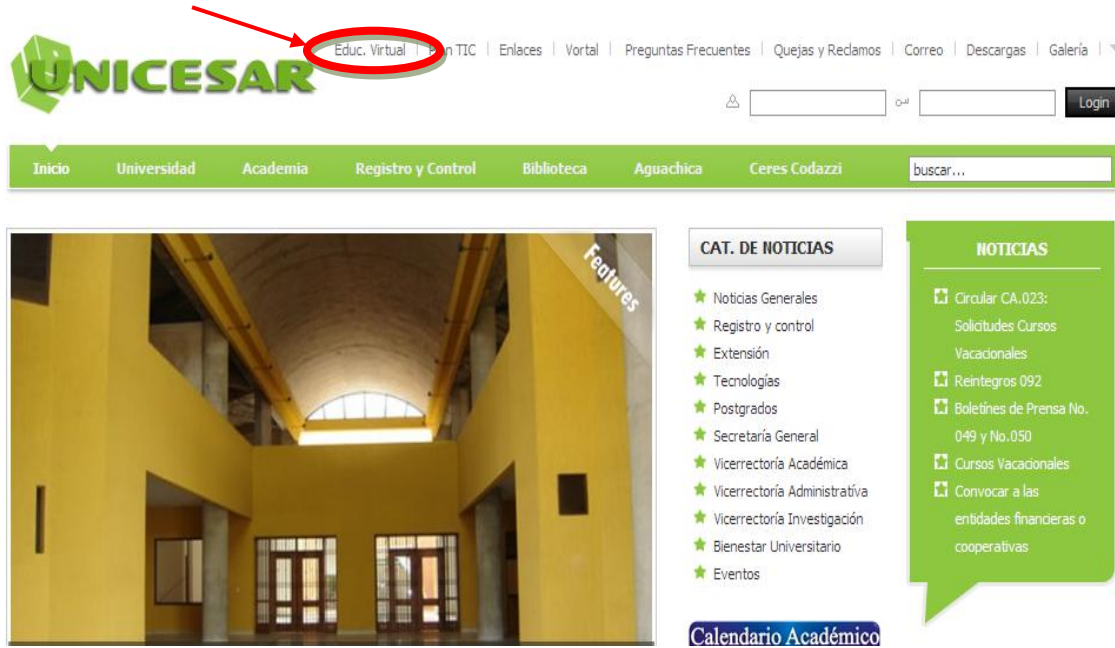 Educ. Virtual | Plan TIC | Enlaces | Vortal | Preguntas Frecuentes | Quejas y Reclamos | Correo | Descargas | Galería |
UNICESAR
Login
Inicio Universidad Academia Registro y Control Biblioteca Aguachica Ceres Codazzi buscar...
Features
CAT. DE NOTICIAS
Noticias Generales
Registro y control
Extensión
Tecnologías
Postgrados
Secretaría General
Vicerrectoría Académica
Vicerrectoría Administratíva
Vicerrectoría Investigación
Bienestar Universitario
Eventos
Calendario Académico
NOTICIAS
Circular CA.023:
Solicitudes Cursos
Vacacionales
Reintegros 092
Boletínes de Prensa No.
049 y No.050
Cursos Vacacionales
Convocar a las
entidades financieras o
cooperativas